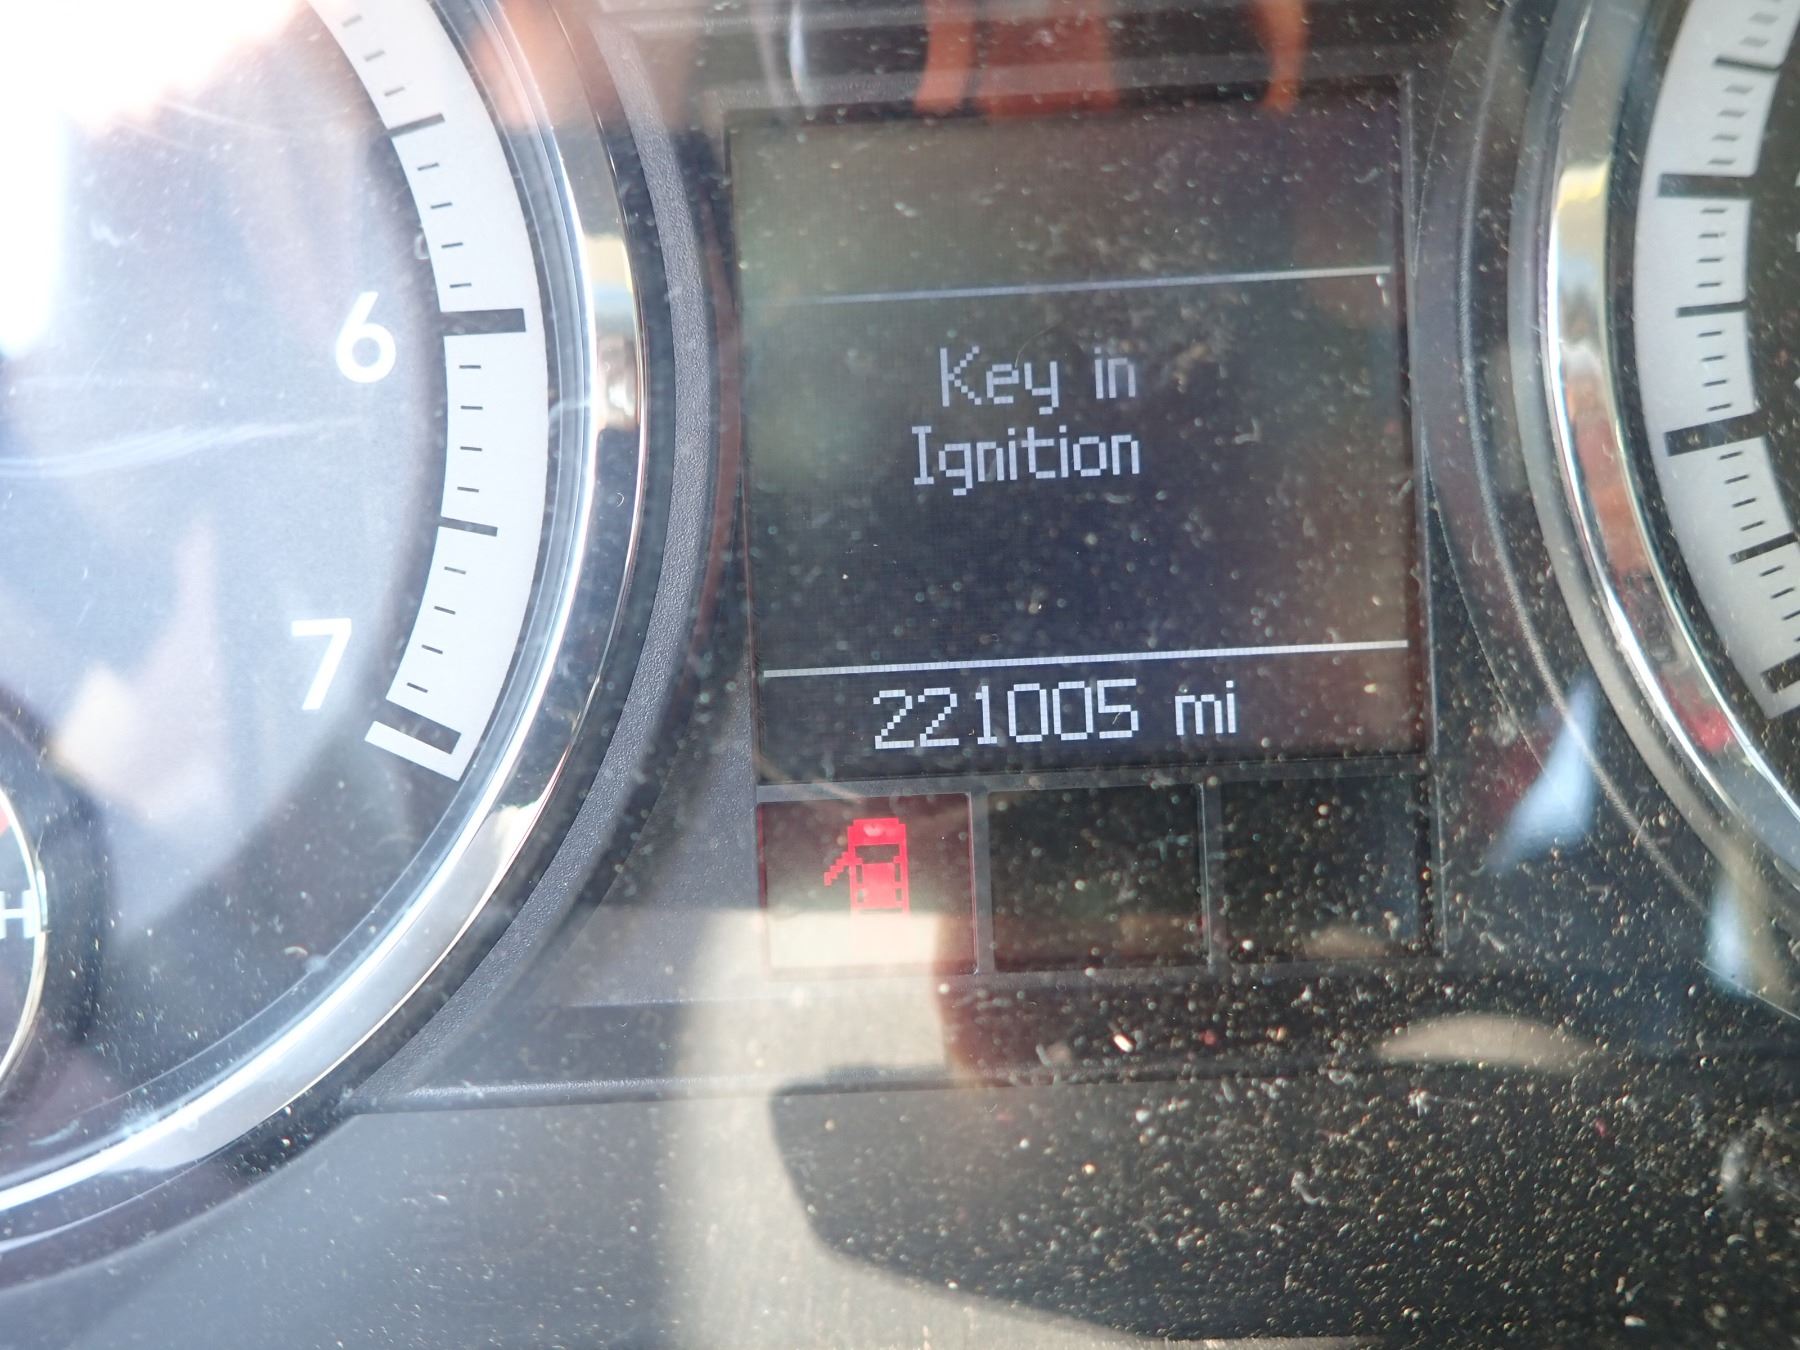 6
7
Key in
Ignition
221005 mi
H